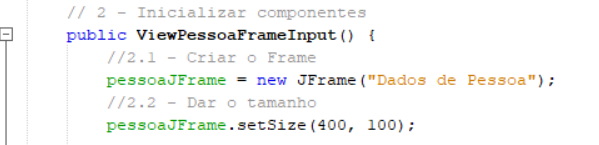 // 2 - Inicializar componentes
public ViewPessoaFrameInput() {
//2.1 - Criar o Frame
pessoaJFrame = new JFrame("Dados de Pessoa");
//2.2 - Dar o tamanho
pessoaJFrame.setSize(400, 100);